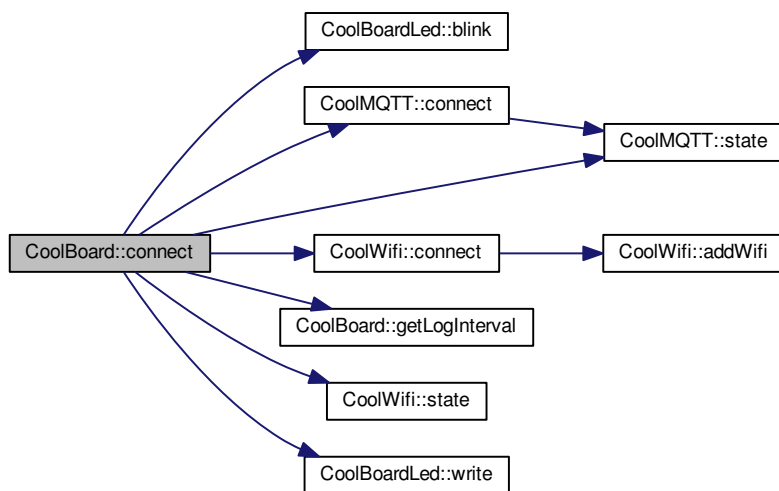 CoolBoardLed::blink
CoolMQTT::connect
CoolMQTT::state
CoolBoard::connect
CoolWifi::connect
CoolWifi::addWifi
CoolBoard::getLogInterval
CoolWifi::state
CoolBoardLed::write